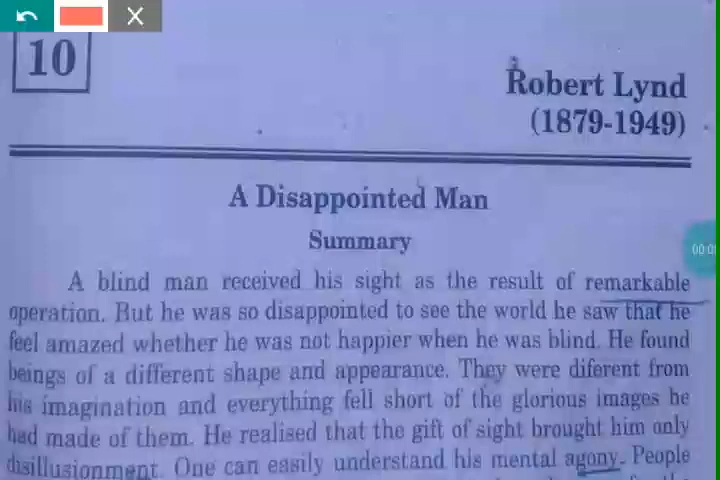 10
Robert Lynd
(1879-1949)
A Disappointed Man
Summary
A blind man received his sight as the result of remarkable
operation. But he was so disappointed to see the world he saw that he
feel amazed whether he was not happier when he was blind. He found
beings of a different shape and appearance. They were diferent from
his imagination and everything fell short of the glorious images he
had made of them. He realised that the gift of sight brought him only
disillusionment. One can easily understand his mental agony. People